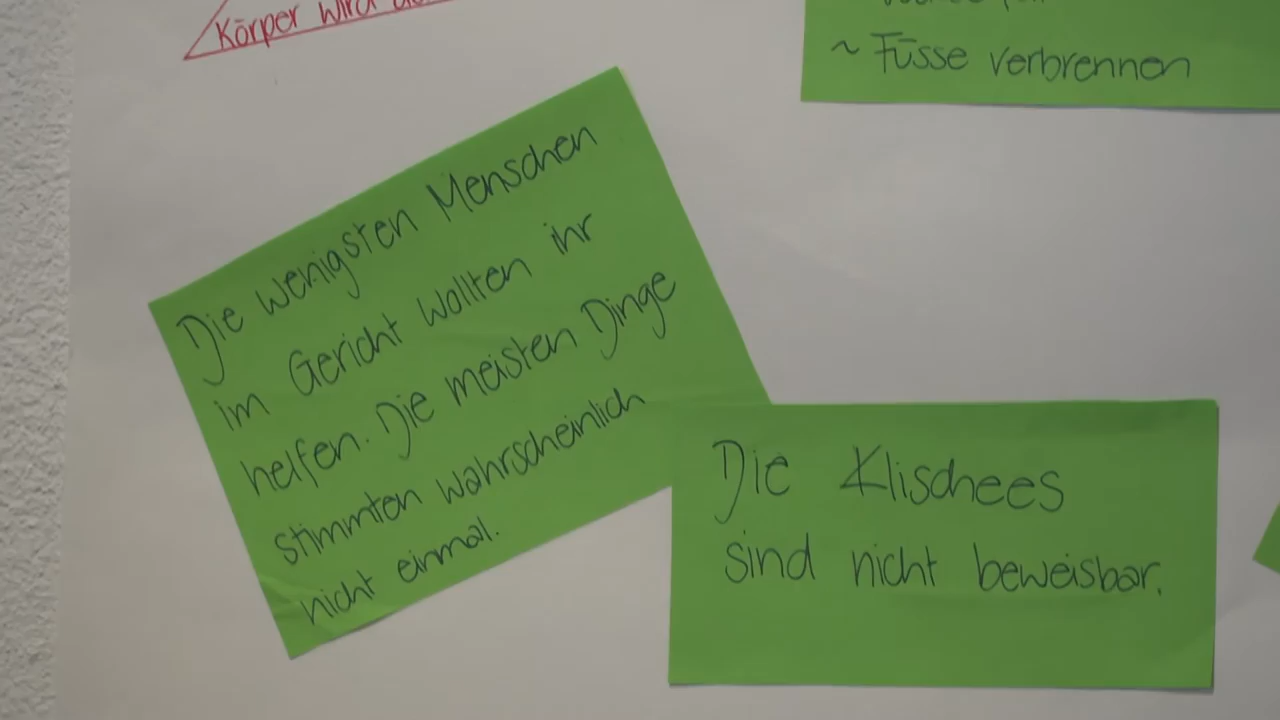 Körper wird
~ Füsse verbrennen
Die wenigsten Menschen
im Gericht wollten ihr
helfen. Die meisten Dinge
stimmten wahrscheinlich
nicht einmal.
Die Klischees
sind nicht beweisbar.